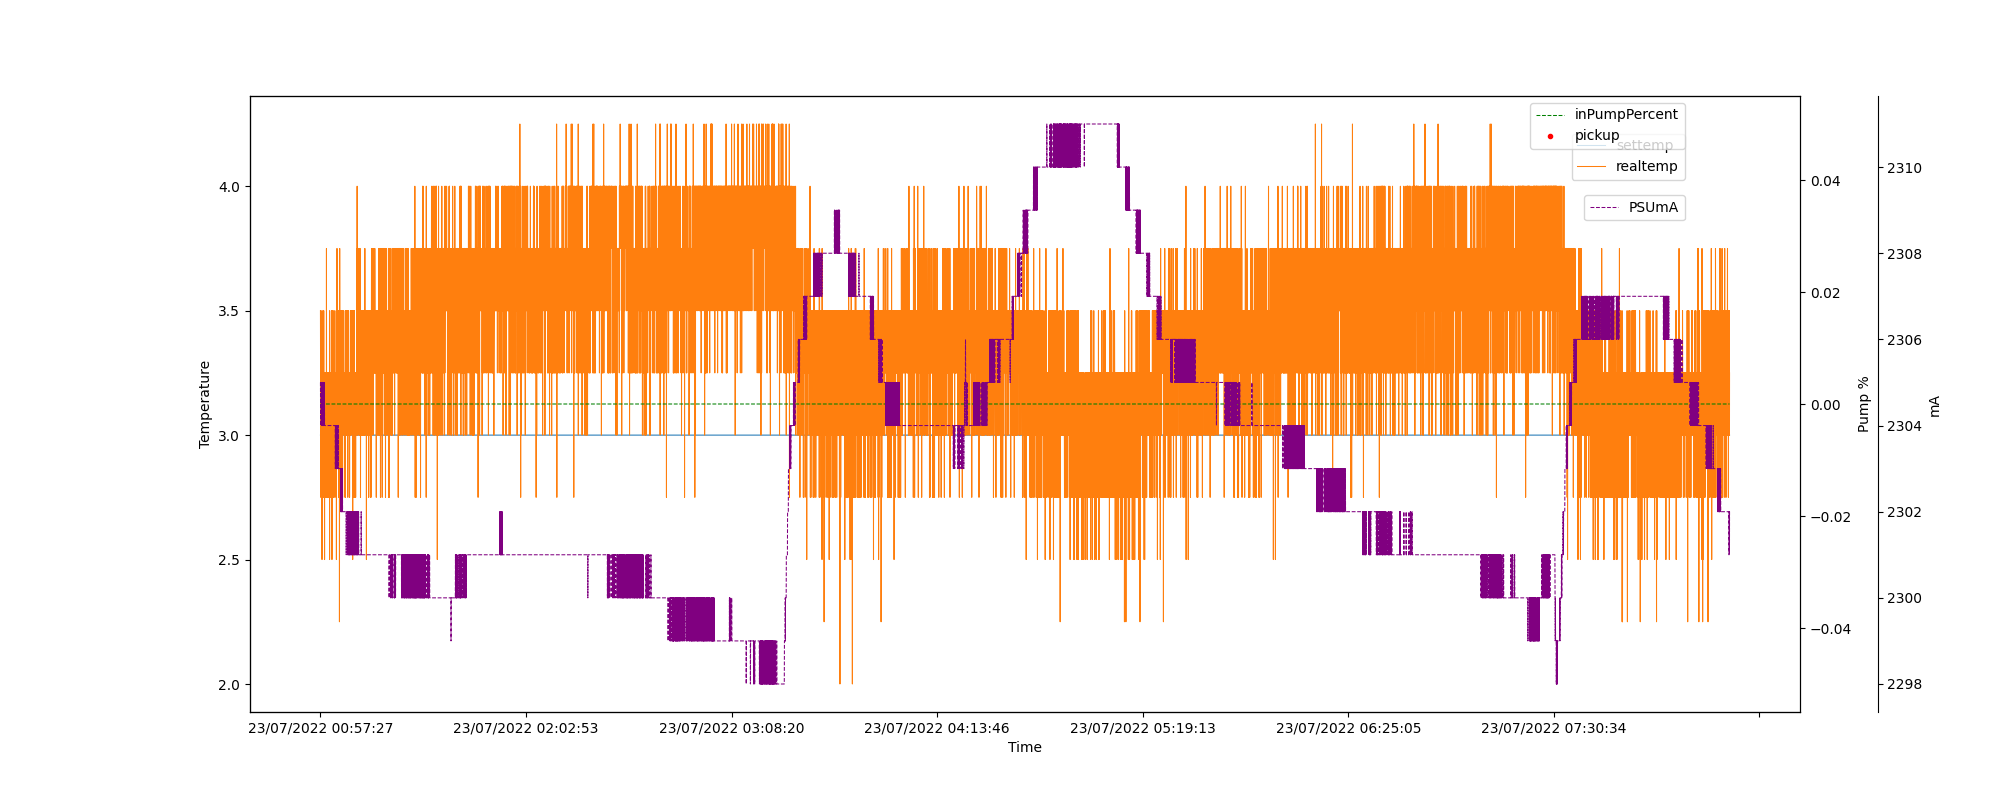 inPumpPercent
pickup
settemp
realtemp
PSUmA
4.0
3.5
3.0
2.5
2.0
Temperature
0.04
0.02
0.00
−0.02
−0.04
Pump %
2310
2308
2306
2304
2302
2300
2298
mA
23/07/2022 00:57:27
23/07/2022 02:02:53
23/07/2022 03:08:20
23/07/2022 04:13:46
23/07/2022 05:19:13
23/07/2022 06:25:05
23/07/2022 07:30:34
Time